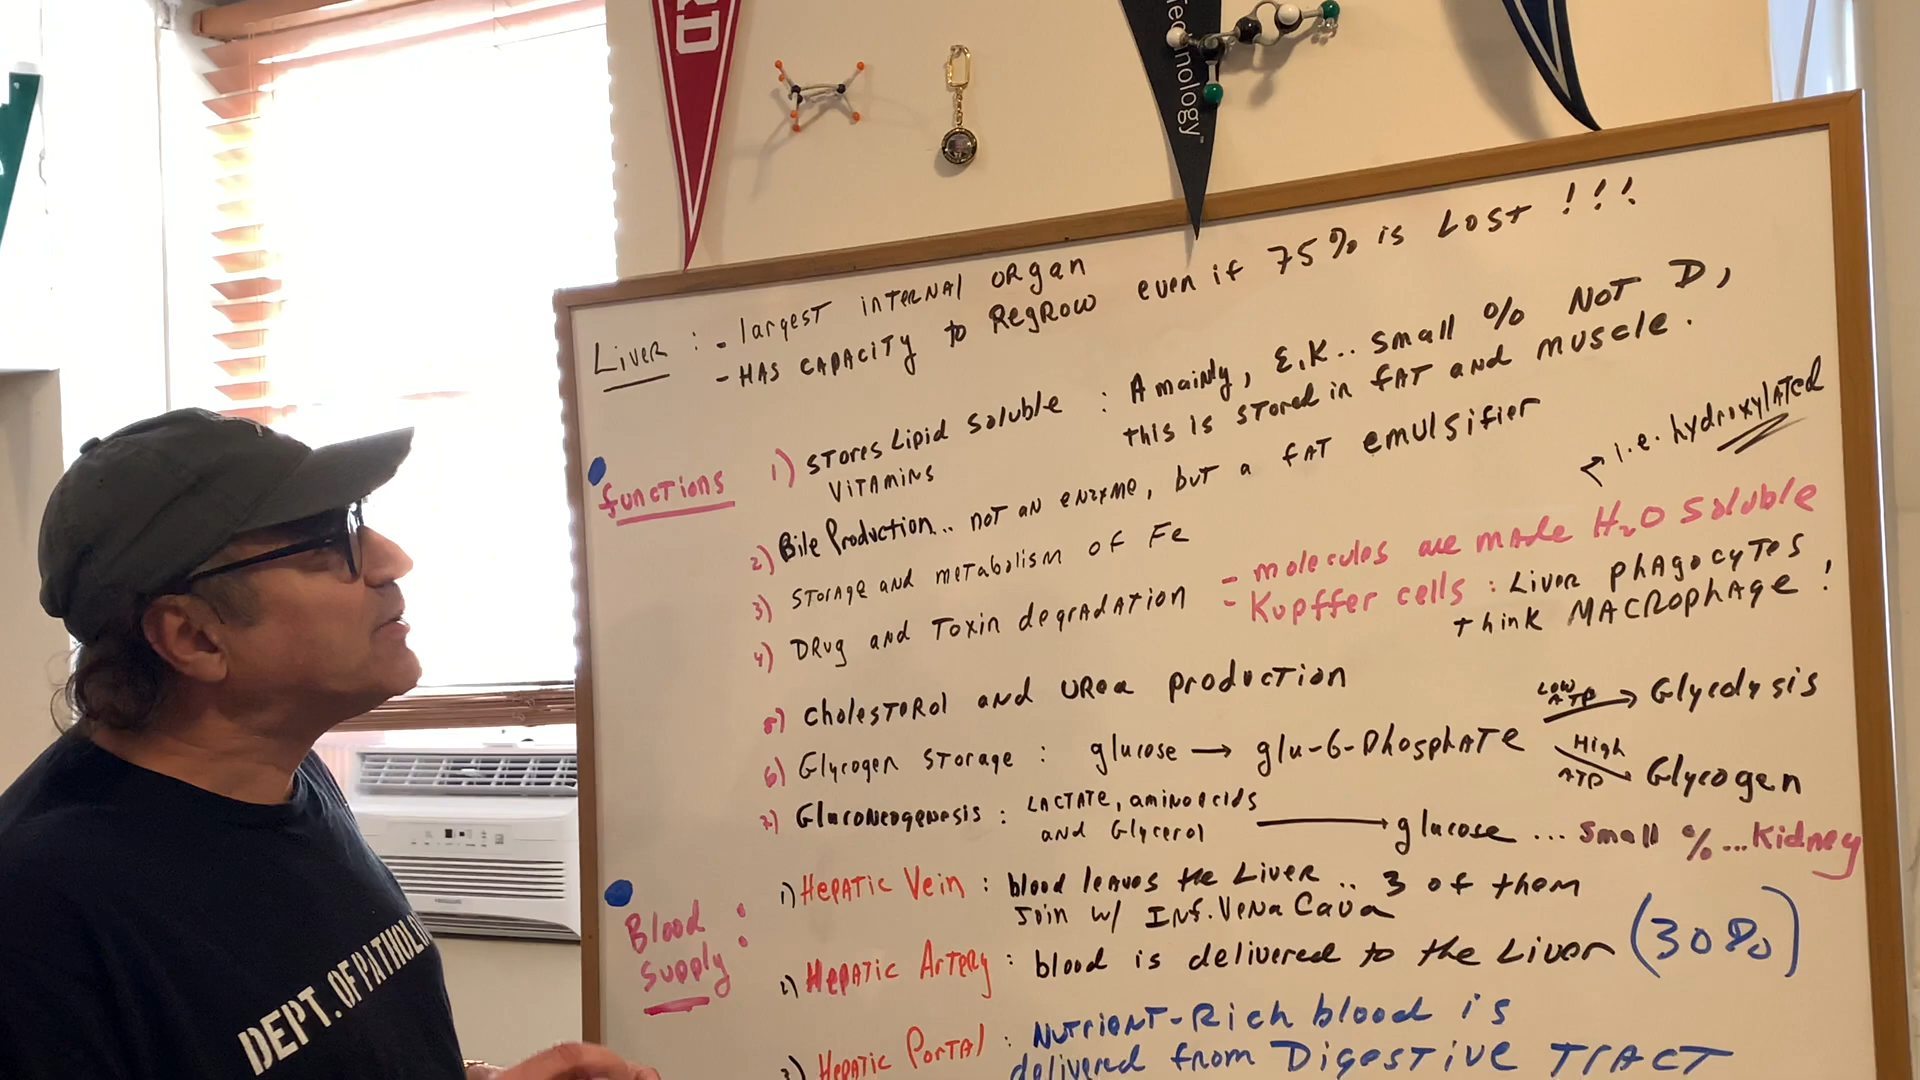 RD
Technology
Liver : - largest internal organ
- Has capacity to Regrow even if 75% is Lost !!!
functions
1) Stores Lipid Soluble Vitamins : A mainly, E, K.. small % NOT D,
this is stored in fat and muscle.
2) Bile Production.. not an enzyme, but a fat emulsifier
3) Storage and metabolism of Fe
4) Drug and Toxin degradation - molecules are made H2O Soluble
i.e. hydroxylated
- Kupffer cells : Liver phagocytes
think MACROphage !
5) Cholesterol and Urea production
6) Glycogen Storage : glucose → glu-6-Phosphate
Low ATP → Glycolysis
High ATP → Glycogen
7) Gluconeogenesis : Lactate, amino acids
and Glycerol → glucose ... small % ... Kidney
Blood Supply :
1) Hepatic Vein : blood leaves the Liver .. 3 of them
Join w/ Inf. Vena Cava
2) Hepatic Artery : blood is delivered to the Liver (30%)
3) Hepatic Portal : Nutrient-Rich blood is
delivered from Digestive Tract
DEPT. OF PATHOLO